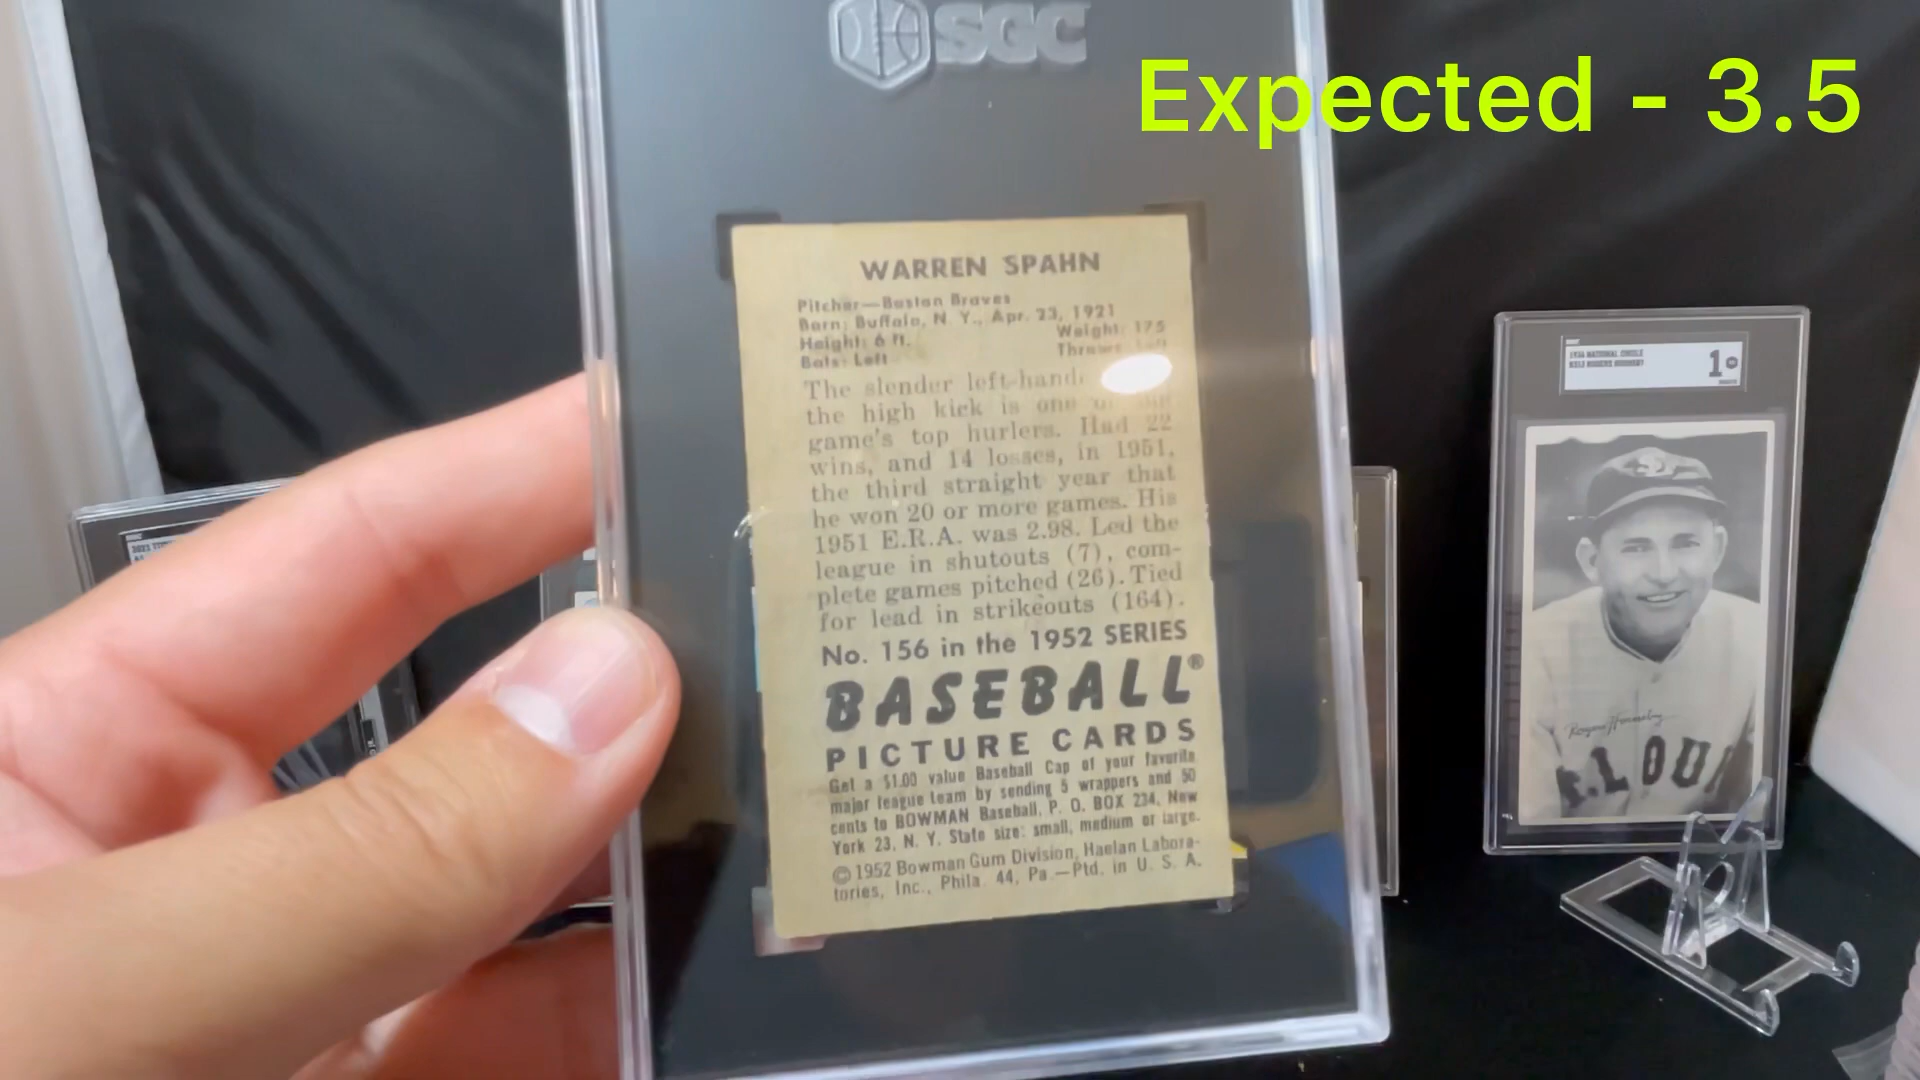 SGC
Expected - 3.5
WARREN SPAHN
Pitcher—Boston Braves
Born: Buffalo, N. Y., Apr. 23, 1921
Height: 6 ft.
Weight: 175
Bats: Left
Throws: Left
The slender left-hand
the high kick is one
game's top hurlers. Had 22
wins, and 14 losses, in 1951,
the third straight year that
he won 20 or more games. His
1951 E.R.A. was 2.98. Led the
league in shutouts (7), com-
plete games pitched (26). Tied
for lead in strikeouts (164).
No. 156 in the 1952 SERIES
BASEBALL®
PICTURE CARDS
Get a $1.00 value Baseball Cap of your favorite
major league team by sending 5 wrappers and 50
cents to BOWMAN Baseball, P. O. BOX 234, New
York 23, N. Y. State size: small, medium or large.
©1952 Bowman Gum Division, Haelan Labora-
tories, Inc., Phila. 44, Pa.—Ptd. in U. S. A.
1
Rogers Hornsby
LOUI